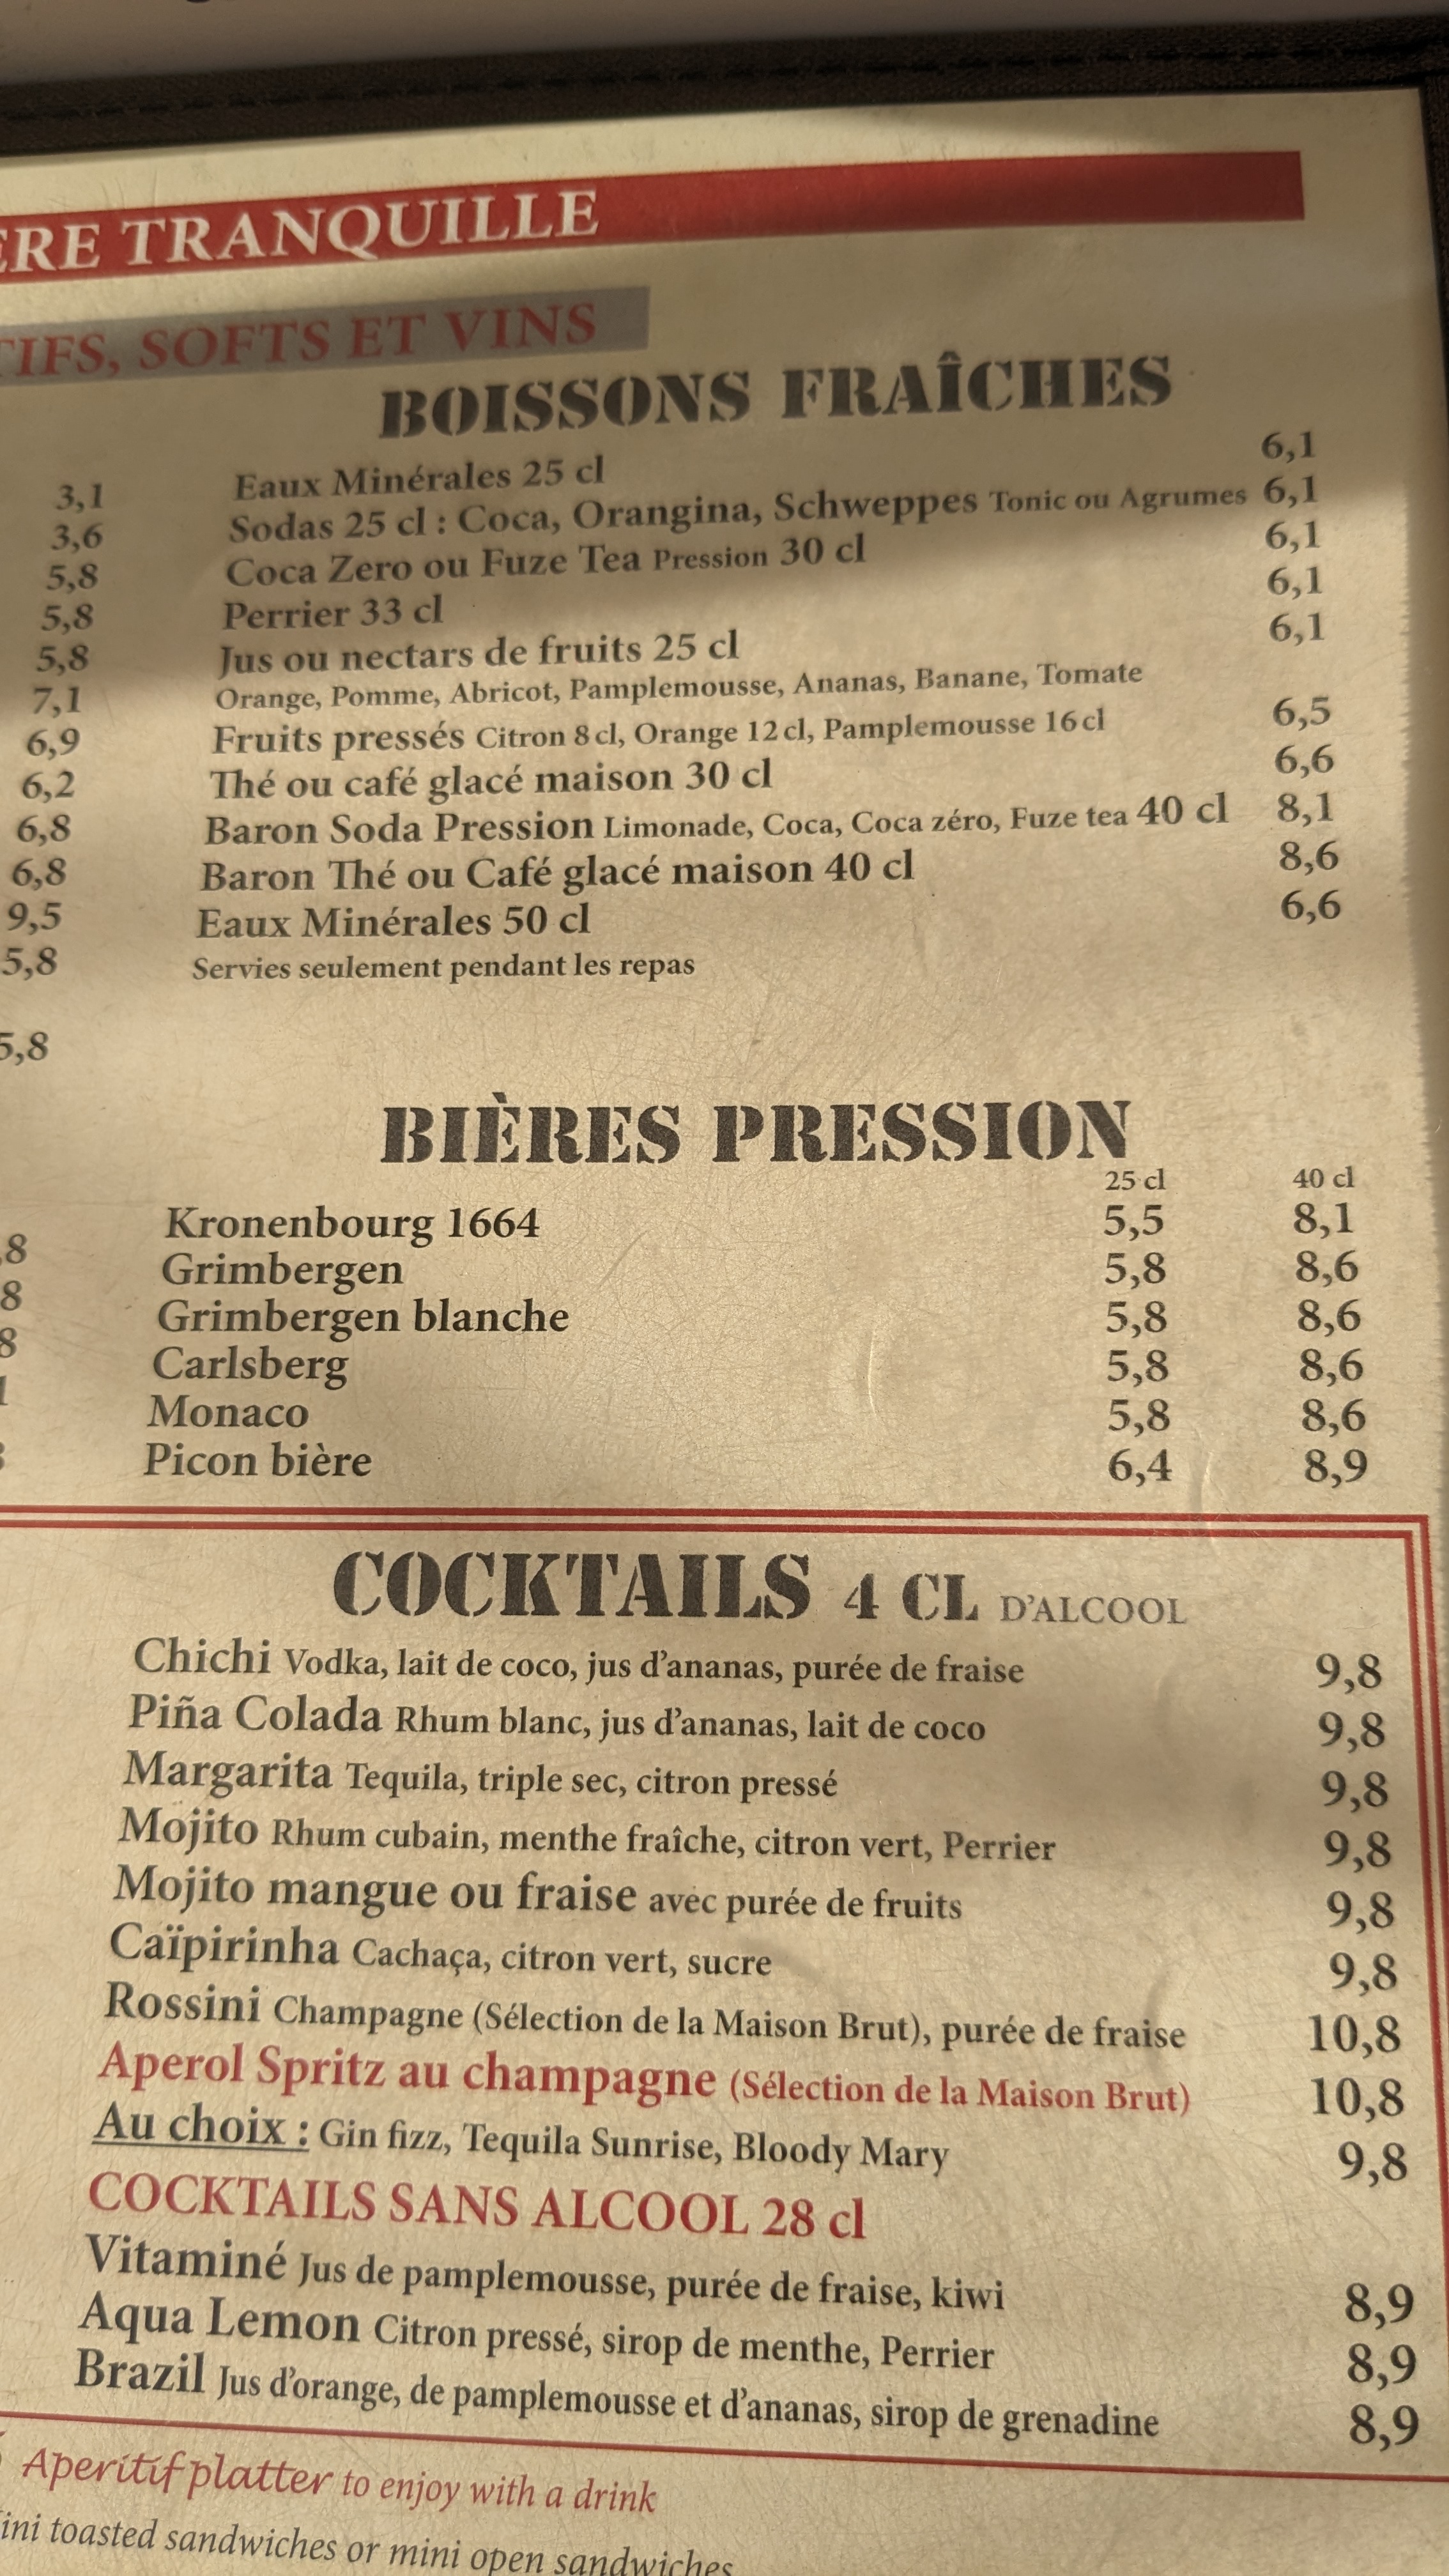 ÈRE TRANQUILLE
TIFS, SOFTS ET VINS
BOISSONS FRAÎCHES
3,1
3,6
5,8
5,8
5,8
7,1
6,9
6,2
6,8
6,8
9,5
5,8
5,8
Eaux Minérales 25 cl 6,1
Sodas 25 cl : Coca, Orangina, Schweppes Tonic ou Agrumes 6,1
Coca Zero ou Fuze Tea Pression 30 cl 6,1
Perrier 33 cl 6,1
Jus ou nectars de fruits 25 cl 6,1
Orange, Pomme, Abricot, Pamplemousse, Ananas, Banane, Tomate
Fruits pressés Citron 8 cl, Orange 12 cl, Pamplemousse 16 cl 6,5
Thé ou café glacé maison 30 cl 6,6
Baron Soda Pression Limonade, Coca, Coca zéro, Fuze tea 40 cl 8,1
Baron Thé ou Café glacé maison 40 cl 8,6
Eaux Minérales 50 cl 6,6
Servies seulement pendant les repas
BIÈRES PRESSION
25 cl 40 cl
Kronenbourg 1664 5,5 8,1
Grimbergen 5,8 8,6
Grimbergen blanche 5,8 8,6
Carlsberg 5,8 8,6
Monaco 5,8 8,6
Picon bière 6,4 8,9
COCKTAILS 4 CL D'ALCOOL
Chichi Vodka, lait de coco, jus d'ananas, purée de fraise 9,8
Piña Colada Rhum blanc, jus d'ananas, lait de coco 9,8
Margarita Tequila, triple sec, citron pressé 9,8
Mojito Rhum cubain, menthe fraîche, citron vert, Perrier 9,8
Mojito mangue ou fraise avec purée de fruits 9,8
Caïpirinha Cachaça, citron vert, sucre 9,8
Rossini Champagne (Sélection de la Maison Brut), purée de fraise 10,8
Aperol Spritz au champagne (Sélection de la Maison Brut) 10,8
Au choix : Gin fizz, Tequila Sunrise, Bloody Mary 9,8
COCKTAILS SANS ALCOOL 28 cl
Vitaminé Jus de pamplemousse, purée de fraise, kiwi 8,9
Aqua Lemon Citron pressé, sirop de menthe, Perrier 8,9
Brazil Jus d'orange, de pamplemousse et d'ananas, sirop de grenadine 8,9
Aperitif platter to enjoy with a drink
ini toasted sandwiches or mini open sandwiches